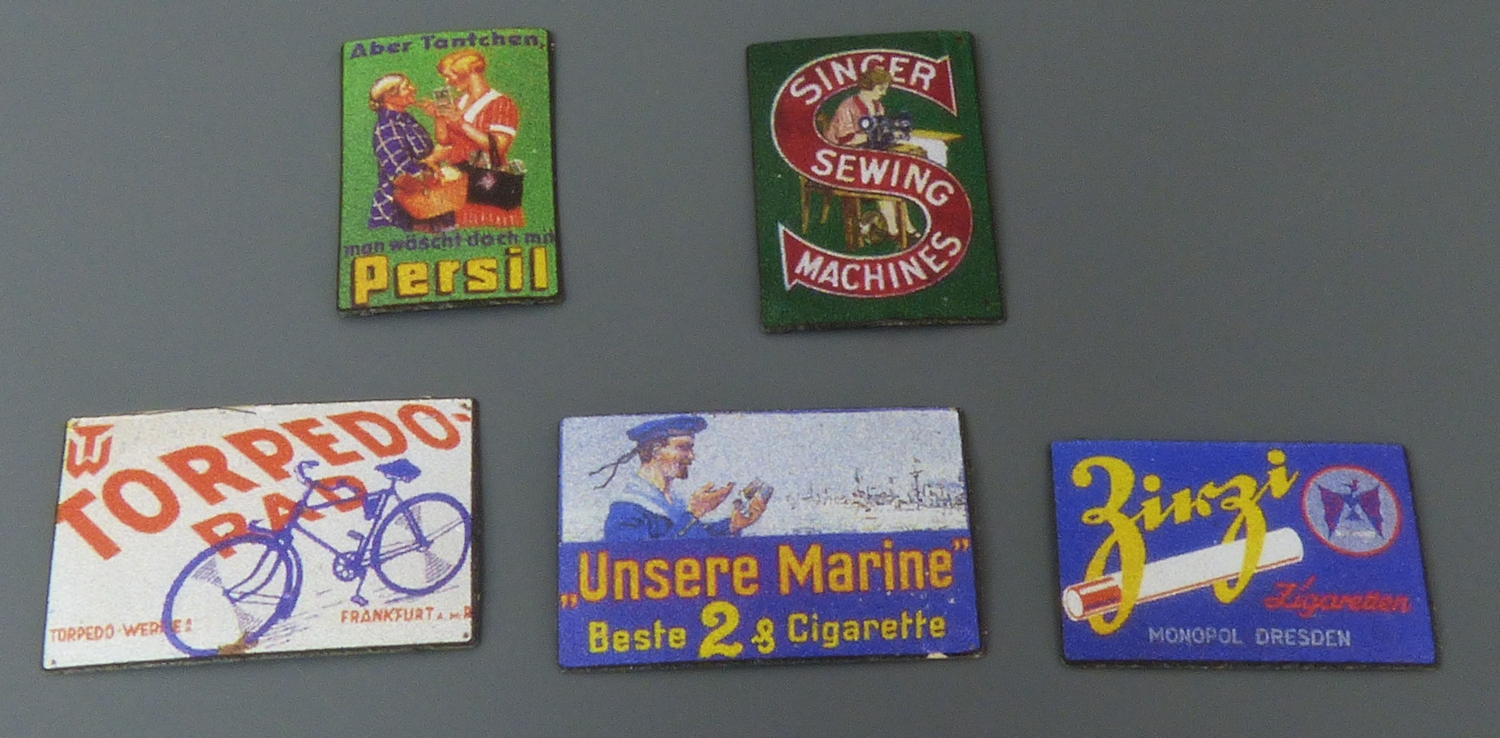 Aber Tantchen,
man wäscht doch mit
Persil
SINGER
SEWING
MACHINES
TW
TORPEDO-
RAD
TORPEDO-WERKE
FRANKFURT A. M.
„Unsere Marine”
Beste 2 ₰ Cigarette
Zirzi
Zigaretten
MONOPOL DRESDEN